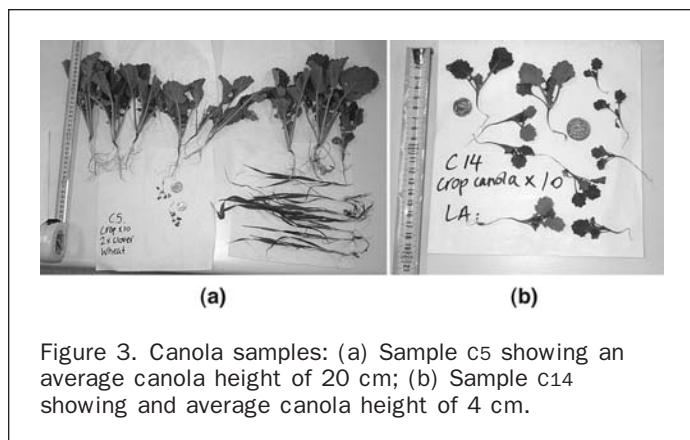 C5.
Crop x10
2x clover
Wheat
C14
Crop canola x 10
LA:
(a)
(b)
Figure 3. Canola samples: (a) Sample C5 showing an
average canola height of 20 cm; (b) Sample C14
showing and average canola height of 4 cm.